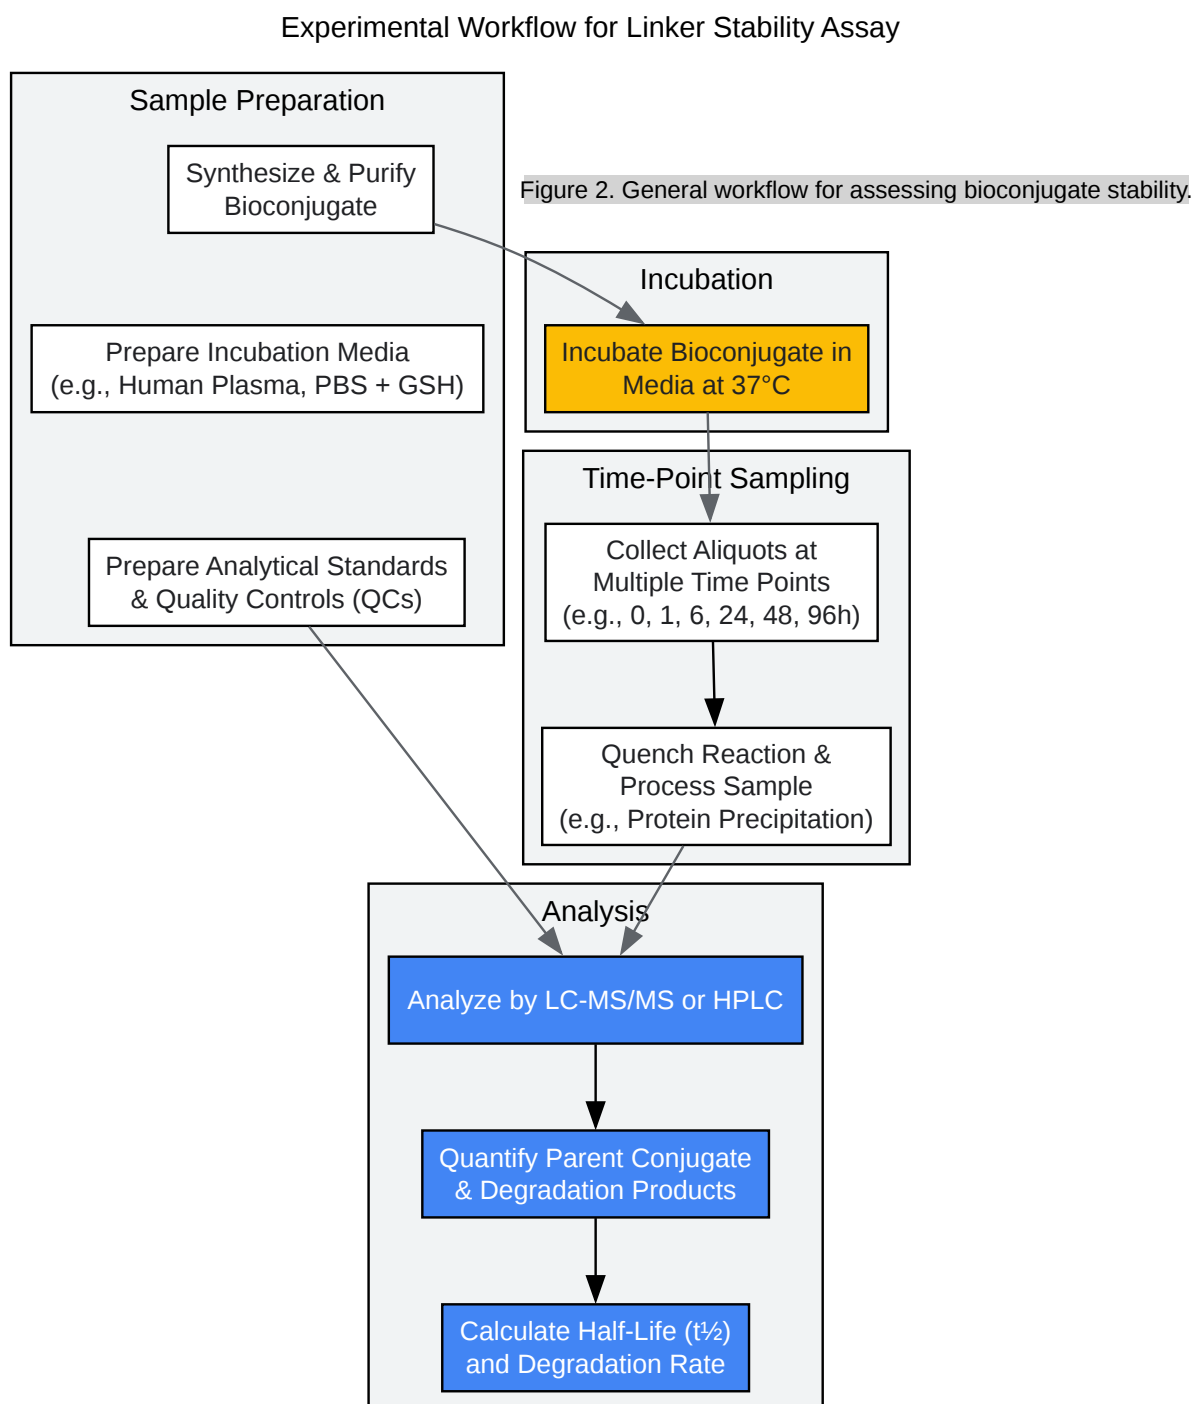 Experimental Workflow for Linker Stability Assay
Sample Preparation
Synthesize & Purify
Bioconjugate
Figure 2. General workflow for assessing bioconjugate stability.
Prepare Incubation Media
(e.g., Human Plasma, PBS + GSH)
Prepare Analytical Standards
& Quality Controls (QCs)
Incubation
Incubate Bioconjugate in
Media at 37°C
Time-Point Sampling
Collect Aliquots at
Multiple Time Points
(e.g., 0, 1, 6, 24, 48, 96h)
Quench Reaction &
Process Sample
(e.g., Protein Precipitation)
Analysis
Analyze by LC-MS/MS or HPLC
Quantify Parent Conjugate
& Degradation Products
Calculate Half-Life (t½)
and Degradation Rate